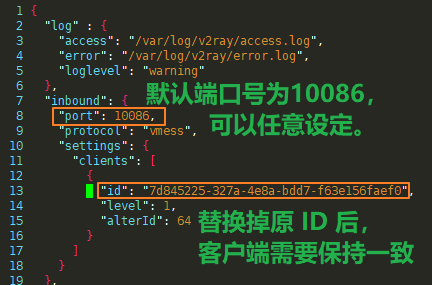 1 {
2 "log" : {
3 "access": "/var/log/v2ray/access.log",
4 "error": "/var/log/v2ray/error.log",
5 "loglevel": "warning"
6 },
7 "inbound": {
默认端口号为10086，
8 "port": 10086,
9 "protocol": "vmess",
可以任意设定。
10 "settings": {
11 "clients": [
12 {
13 "id": "7d845225-327a-4e8a-bdd7-f63e156faef0",
14 "level": 1,
15 "alterId": 64
替换掉原 ID 后，
16 }
17 ]
客户端需要保持一致
18 }
19 },